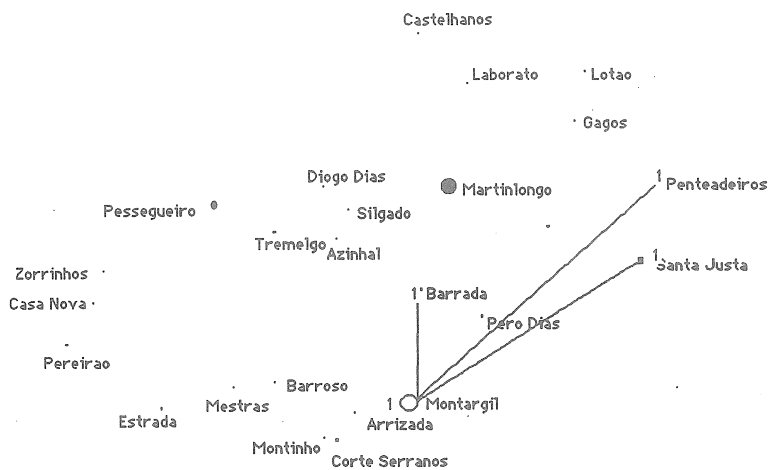 Castelhanos
Laborato
Lotao
Gagos
Diogo Dias
Martinlongo
1 Penteadeiros
Pessegueiro
Silgado
Tremelgo
Azinhal
Zorrinhos
1 Santa Justa
Casa Nova
1 Barrada
Pero Dias
Pereirao
Barroso
Mestras
1 Montargil
Estrada
Arrizada
Montinho
Corte Serranos